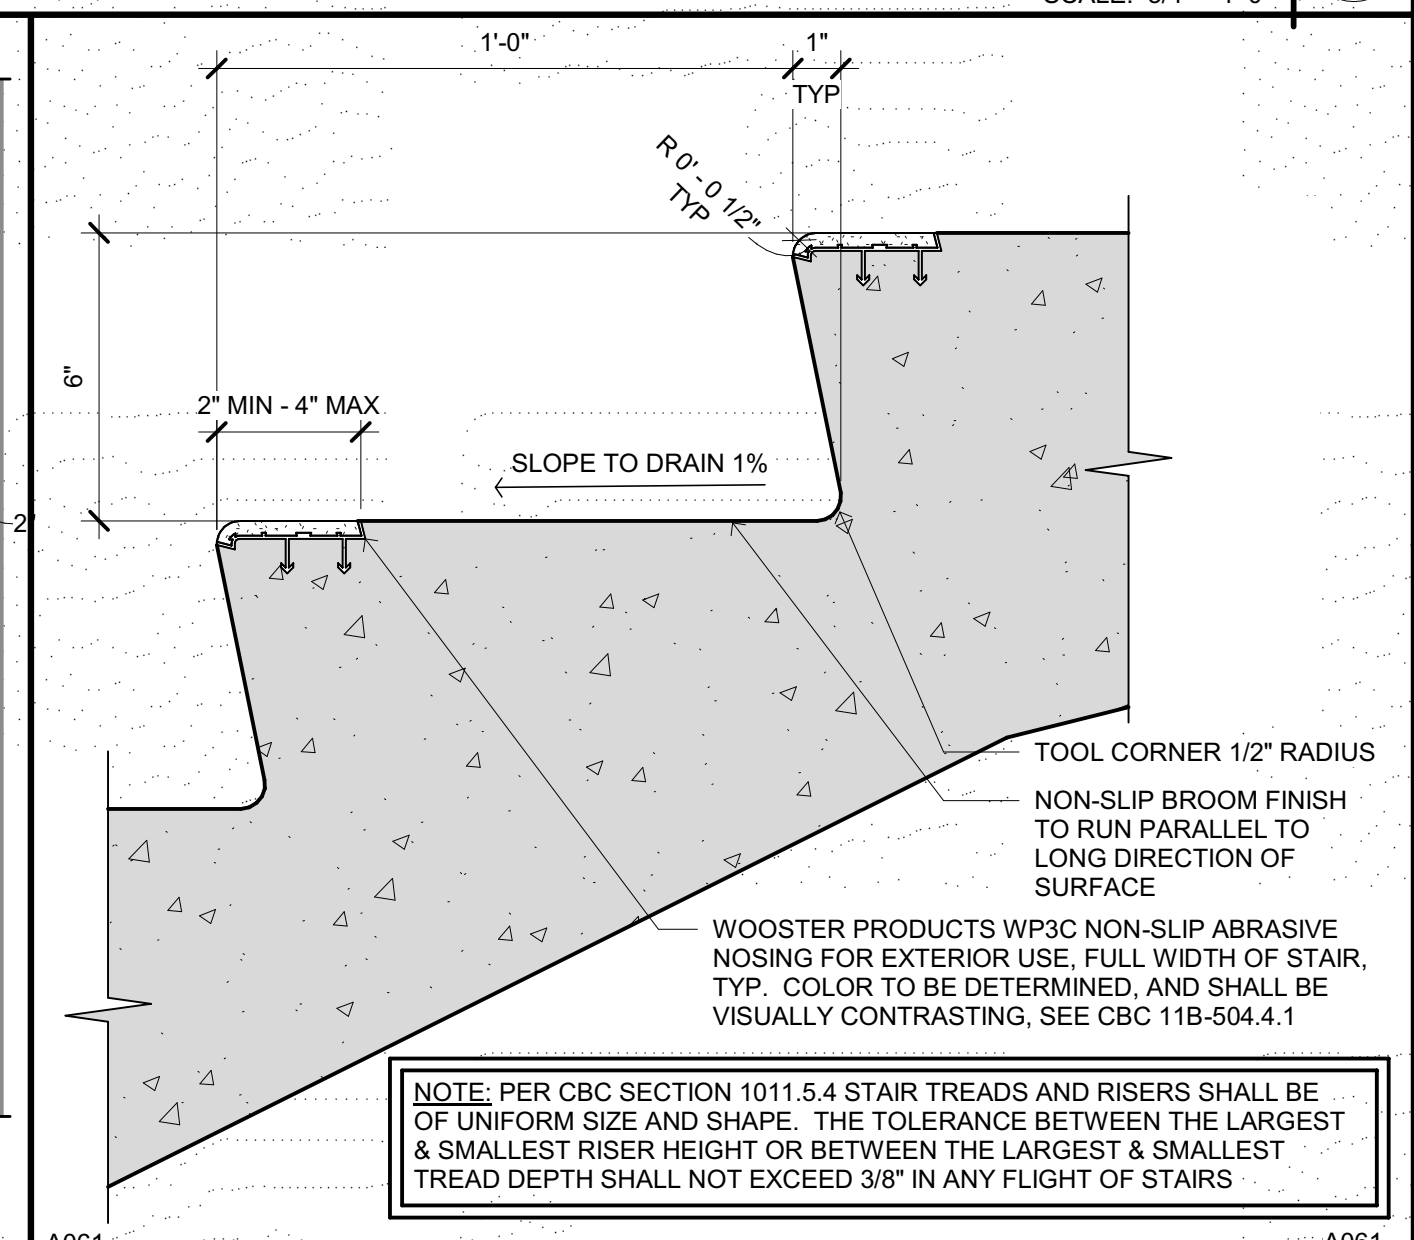 1'-0"
1"
TYP
R 0' - 0 1/2"
TYP
6"
2" MIN - 4" MAX
SLOPE TO DRAIN 1%
2'
TOOL CORNER 1/2" RADIUS
NON-SLIP BROOM FINISH
TO RUN PARALLEL TO
LONG DIRECTION OF
SURFACE
WOOSTER PRODUCTS WP3C NON-SLIP ABRASIVE
NOSING FOR EXTERIOR USE, FULL WIDTH OF STAIR,
TYP. COLOR TO BE DETERMINED, AND SHALL BE
VISUALLY CONTRASTING, SEE CBC 11B-504.4.1
NOTE: PER CBC SECTION 1011.5.4 STAIR TREADS AND RISERS SHALL BE
OF UNIFORM SIZE AND SHAPE. THE TOLERANCE BETWEEN THE LARGEST
& SMALLEST RISER HEIGHT OR BETWEEN THE LARGEST & SMALLEST
TREAD DEPTH SHALL NOT EXCEED 3/8" IN ANY FLIGHT OF STAIRS
A061
A061